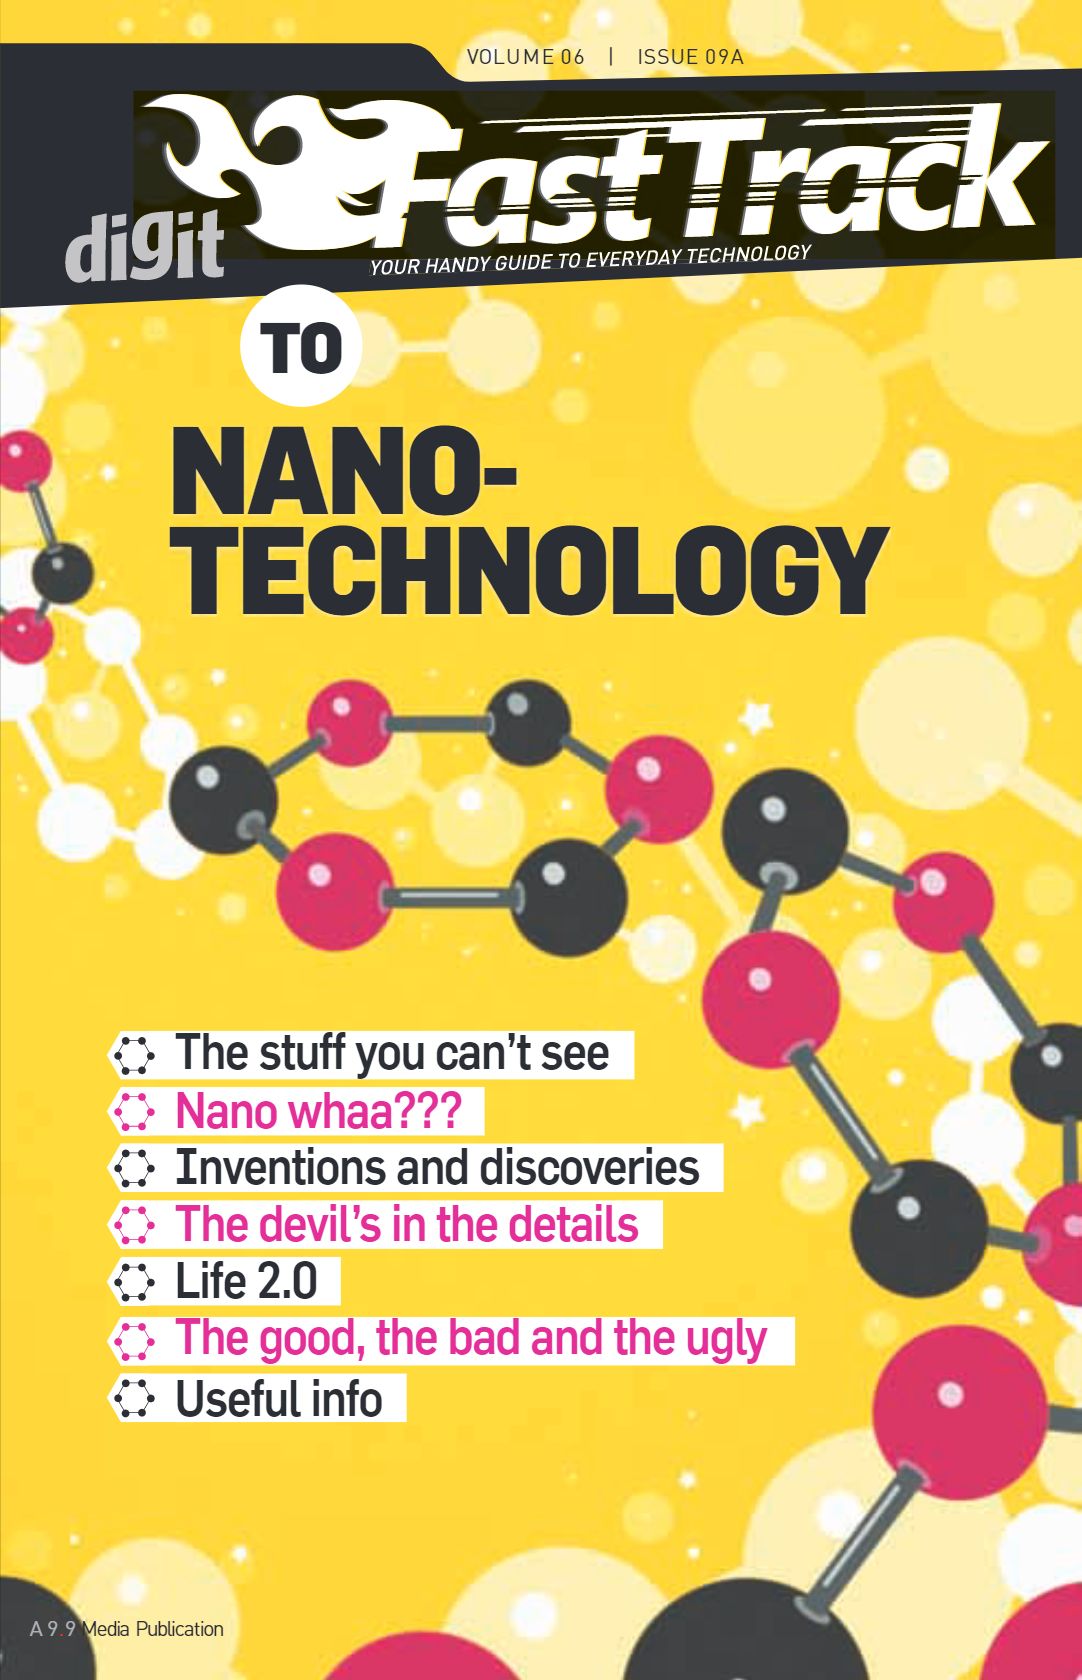 VOLUME 06 | ISSUE 09A
digit
Fast Track
YOUR HANDY GUIDE TO EVERYDAY TECHNOLOGY
TO
NANO-
TECHNOLOGY
The stuff you can't see
Nano whaa???
Inventions and discoveries
The devil's in the details
Life 2.0
The good, the bad and the ugly
Useful info
A 9.9 Media Publication